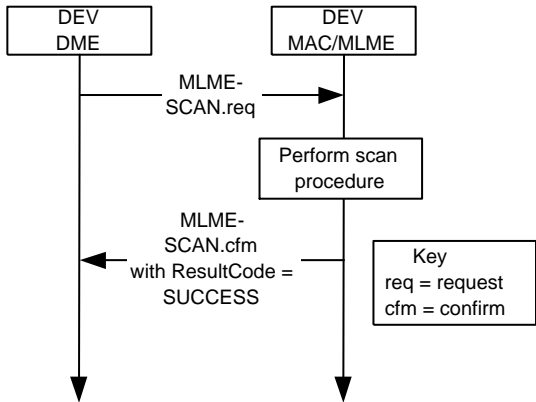 DEV
DME
DEV
MAC/MLME
MLME-
SCAN.req
Perform scan
procedure
MLME-
SCAN.cfm
with ResultCode =
SUCCESS
Key
req = request
cfm = confirm